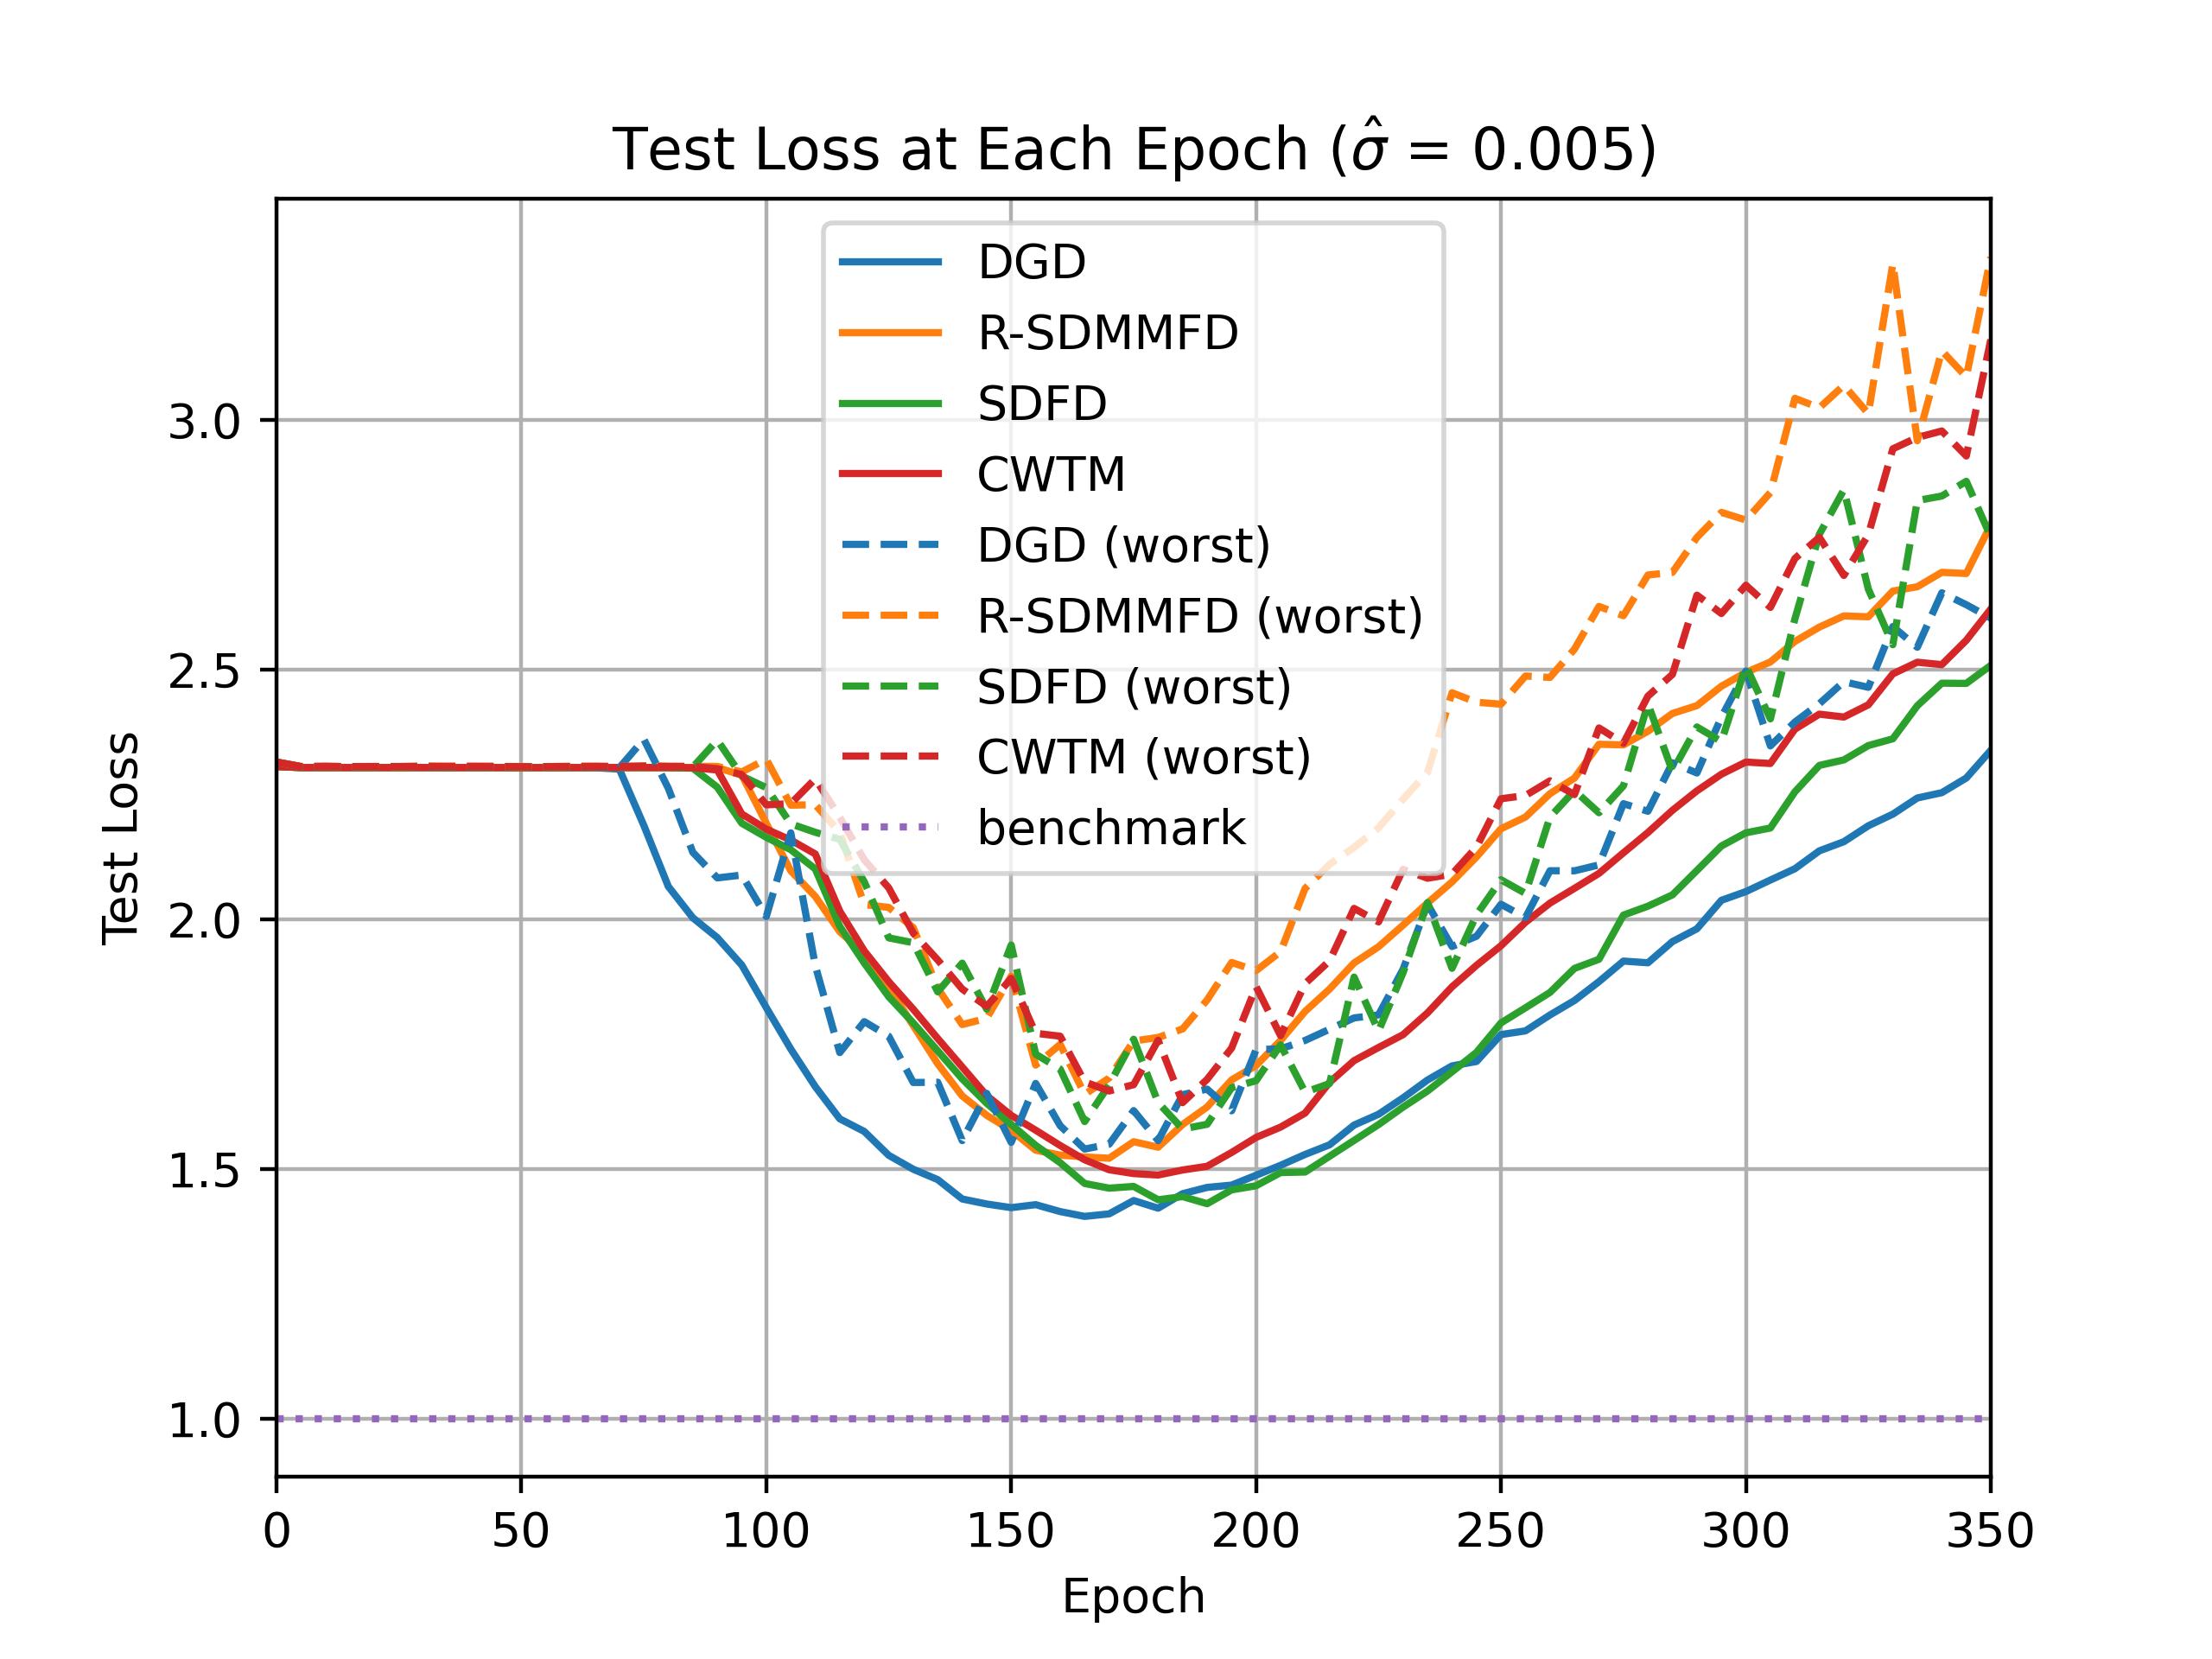 Test Loss at Each Epoch (σ̂ = 0.005)
DGD
R-SDMMFD
SDFD
CWTM
DGD (worst)
R-SDMMFD (worst)
SDFD (worst)
CWTM (worst)
benchmark
Test Loss
3.0
2.5
2.0
1.5
1.0
0 50 100 150 200 250 300 350
Epoch